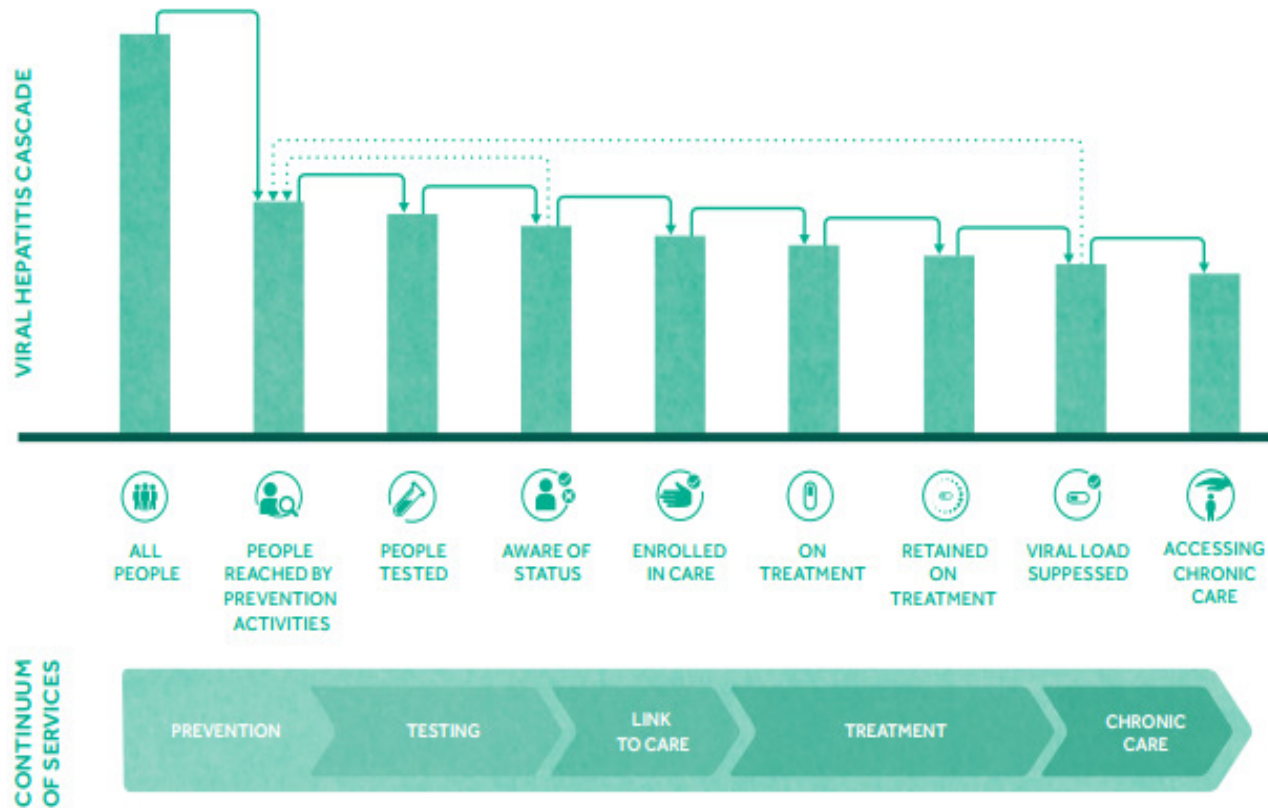 VIRAL HEPATITIS CASCADE
ALL
PEOPLE
PEOPLE
REACHED BY
PREVENTION
ACTIVITIES
PEOPLE
TESTED
AWARE OF
STATUS
ENROLLED
IN CARE
ON
TREATMENT
RETAINED
ON
TREATMENT
VIRAL LOAD
SUPPESSED
ACCESSING
CHRONIC
CARE
CONTINUUM
OF SERVICES
PREVENTION
TESTING
LINK
TO CARE
TREATMENT
CHRONIC
CARE